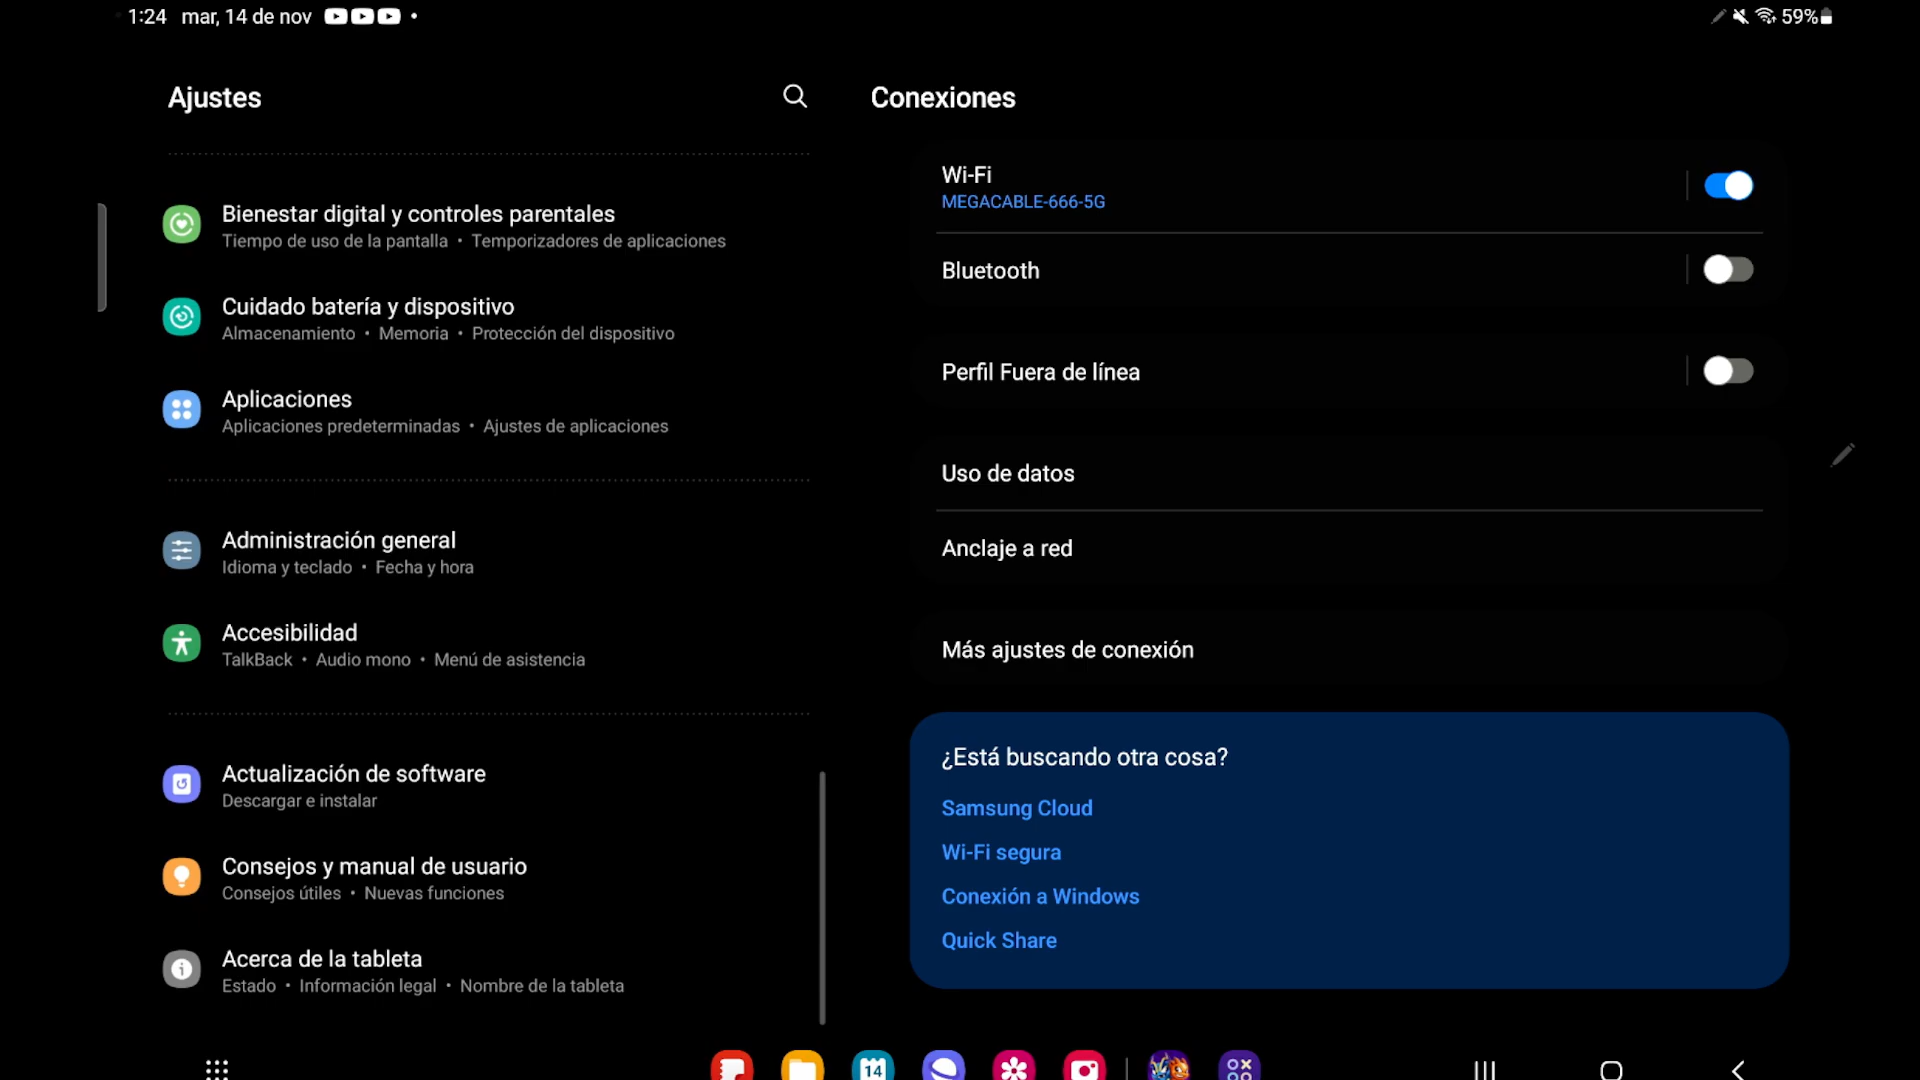 1:24 mar, 14 de nov
59%
Ajustes
Bienestar digital y controles parentales
Tiempo de uso de la pantalla • Temporizadores de aplicaciones
Cuidado batería y dispositivo
Almacenamiento • Memoria • Protección del dispositivo
Aplicaciones
Aplicaciones predeterminadas • Ajustes de aplicaciones
Administración general
Idioma y teclado • Fecha y hora
Accesibilidad
TalkBack • Audio mono • Menú de asistencia
Actualización de software
Descargar e instalar
Consejos y manual de usuario
Consejos útiles • Nuevas funciones
Acerca de la tableta
Estado • Información legal • Nombre de la tableta
Conexiones
Wi-Fi
MEGACABLE-666-5G
Bluetooth
Perfil Fuera de línea
Uso de datos
Anclaje a red
Más ajustes de conexión
¿Está buscando otra cosa?
Samsung Cloud
Wi-Fi segura
Conexión a Windows
Quick Share
14